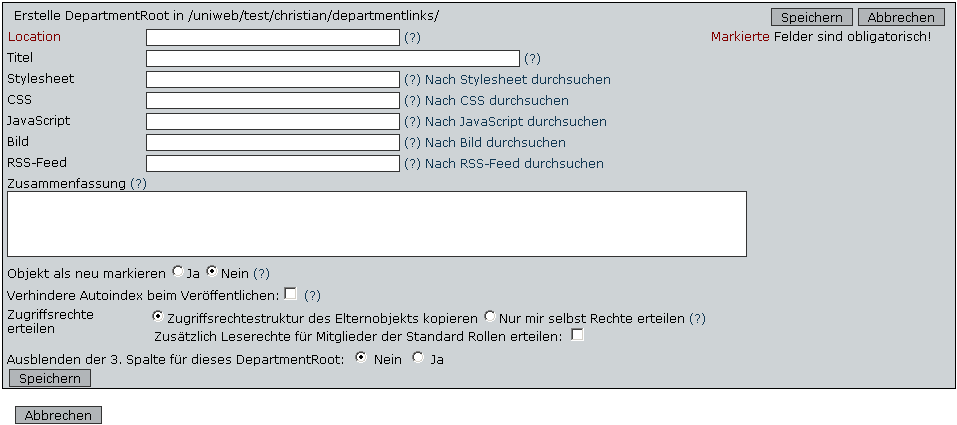 Erstelle DepartmentRoot in /uniweb/test/christian/departmentlinks/ Speichern Abbrechen
Location (?) Markierte Felder sind obligatorisch!
Titel (?)
Stylesheet (?) Nach Stylesheet durchsuchen
CSS (?) Nach CSS durchsuchen
JavaScript (?) Nach JavaScript durchsuchen
Bild (?) Nach Bild durchsuchen
RSS-Feed (?) Nach RSS-Feed durchsuchen
Zusammenfassung (?)
Objekt als neu markieren Ja Nein (?)
Verhindere Autoindex beim Veröffentlichen: (?)
Zugriffsrechte erteilen Zugriffsrechtestruktur des Elternobjekts kopieren Nur mir selbst Rechte erteilen (?)
Zusätzlich Leserechte für Mitglieder der Standard Rollen erteilen:
Ausblenden der 3. Spalte für dieses DepartmentRoot: Nein Ja
Speichern
Abbrechen